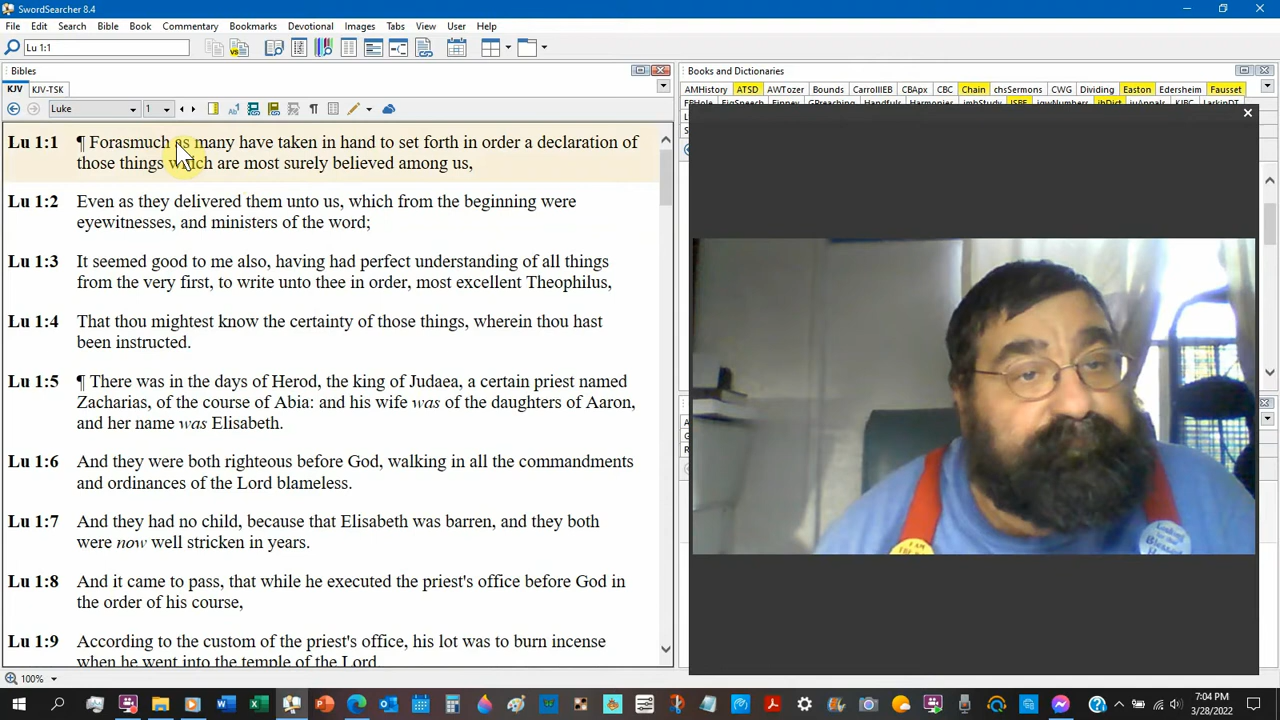 SwordSearcher 8.4
File Edit Search Bible Book Commentary Bookmarks Devotional Images Tabs View User Help
Lu 1:1
Bibles
Books and Dictionaries
KJV KJV-TSK
AMHistory ATSD AWTozer Bounds CarrollEB CBApx CBC Chain chsSermons CWG Dividing Easton Edersheim Fausset
Luke 1
Lu 1:1 ¶ Forasmuch as many have taken in hand to set forth in order a declaration of
those things which are most surely believed among us,
Lu 1:2 Even as they delivered them unto us, which from the beginning were
eyewitnesses, and ministers of the word;
Lu 1:3 It seemed good to me also, having had perfect understanding of all things
from the very first, to write unto thee in order, most excellent Theophilus,
Lu 1:4 That thou mightest know the certainty of those things, wherein thou hast
been instructed.
Lu 1:5 ¶ There was in the days of Herod, the king of Judaea, a certain priest named
Zacharias, of the course of Abia: and his wife was of the daughters of Aaron,
and her name was Elisabeth.
Lu 1:6 And they were both righteous before God, walking in all the commandments
and ordinances of the Lord blameless.
Lu 1:7 And they had no child, because that Elisabeth was barren, and they both
were now well stricken in years.
Lu 1:8 And it came to pass, that while he executed the priest's office before God in
the order of his course,
Lu 1:9 According to the custom of the priest's office, his lot was to burn incense
when he went into the temple of the Lord.
100%
7:04 PM
3/28/2022